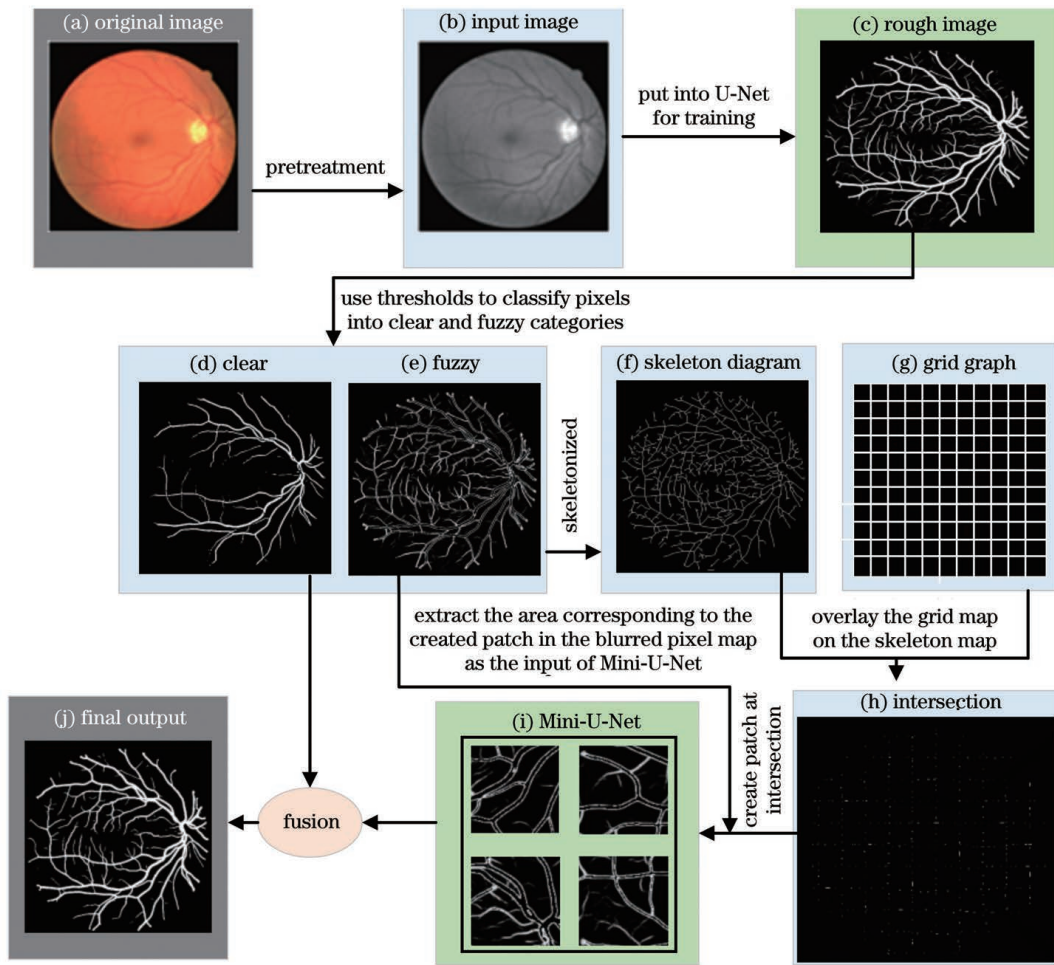 (a) original image
(b) input image
(c) rough image
pretreatment
put into U-Net
for training
use thresholds to classify pixels
into clear and fuzzy categories
(d) clear
(e) fuzzy
skeletonized
(f) skeleton diagram
(g) grid graph
extract the area corresponding to the
created patch in the blurred pixel map
as the input of Mini-U-Net
overlay the grid map
on the skeleton map
(j) final output
fusion
(i) Mini-U-Net
create patch at
intersection
(h) intersection